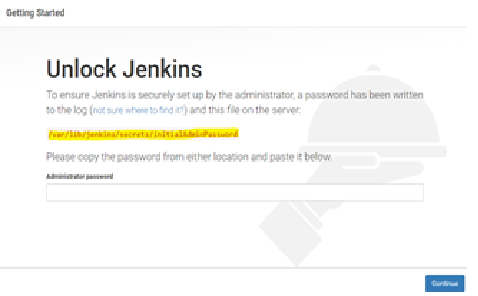 Getting Started
Unlock Jenkins
To ensure Jenkins is securely set up by the administrator, a password has been written
to the log (not sure where to find it?) and this file on the server:
/var/lib/jenkins/secrets/initialAdminPassword
Please copy the password from either location and paste it below.
Administrator password
Continue